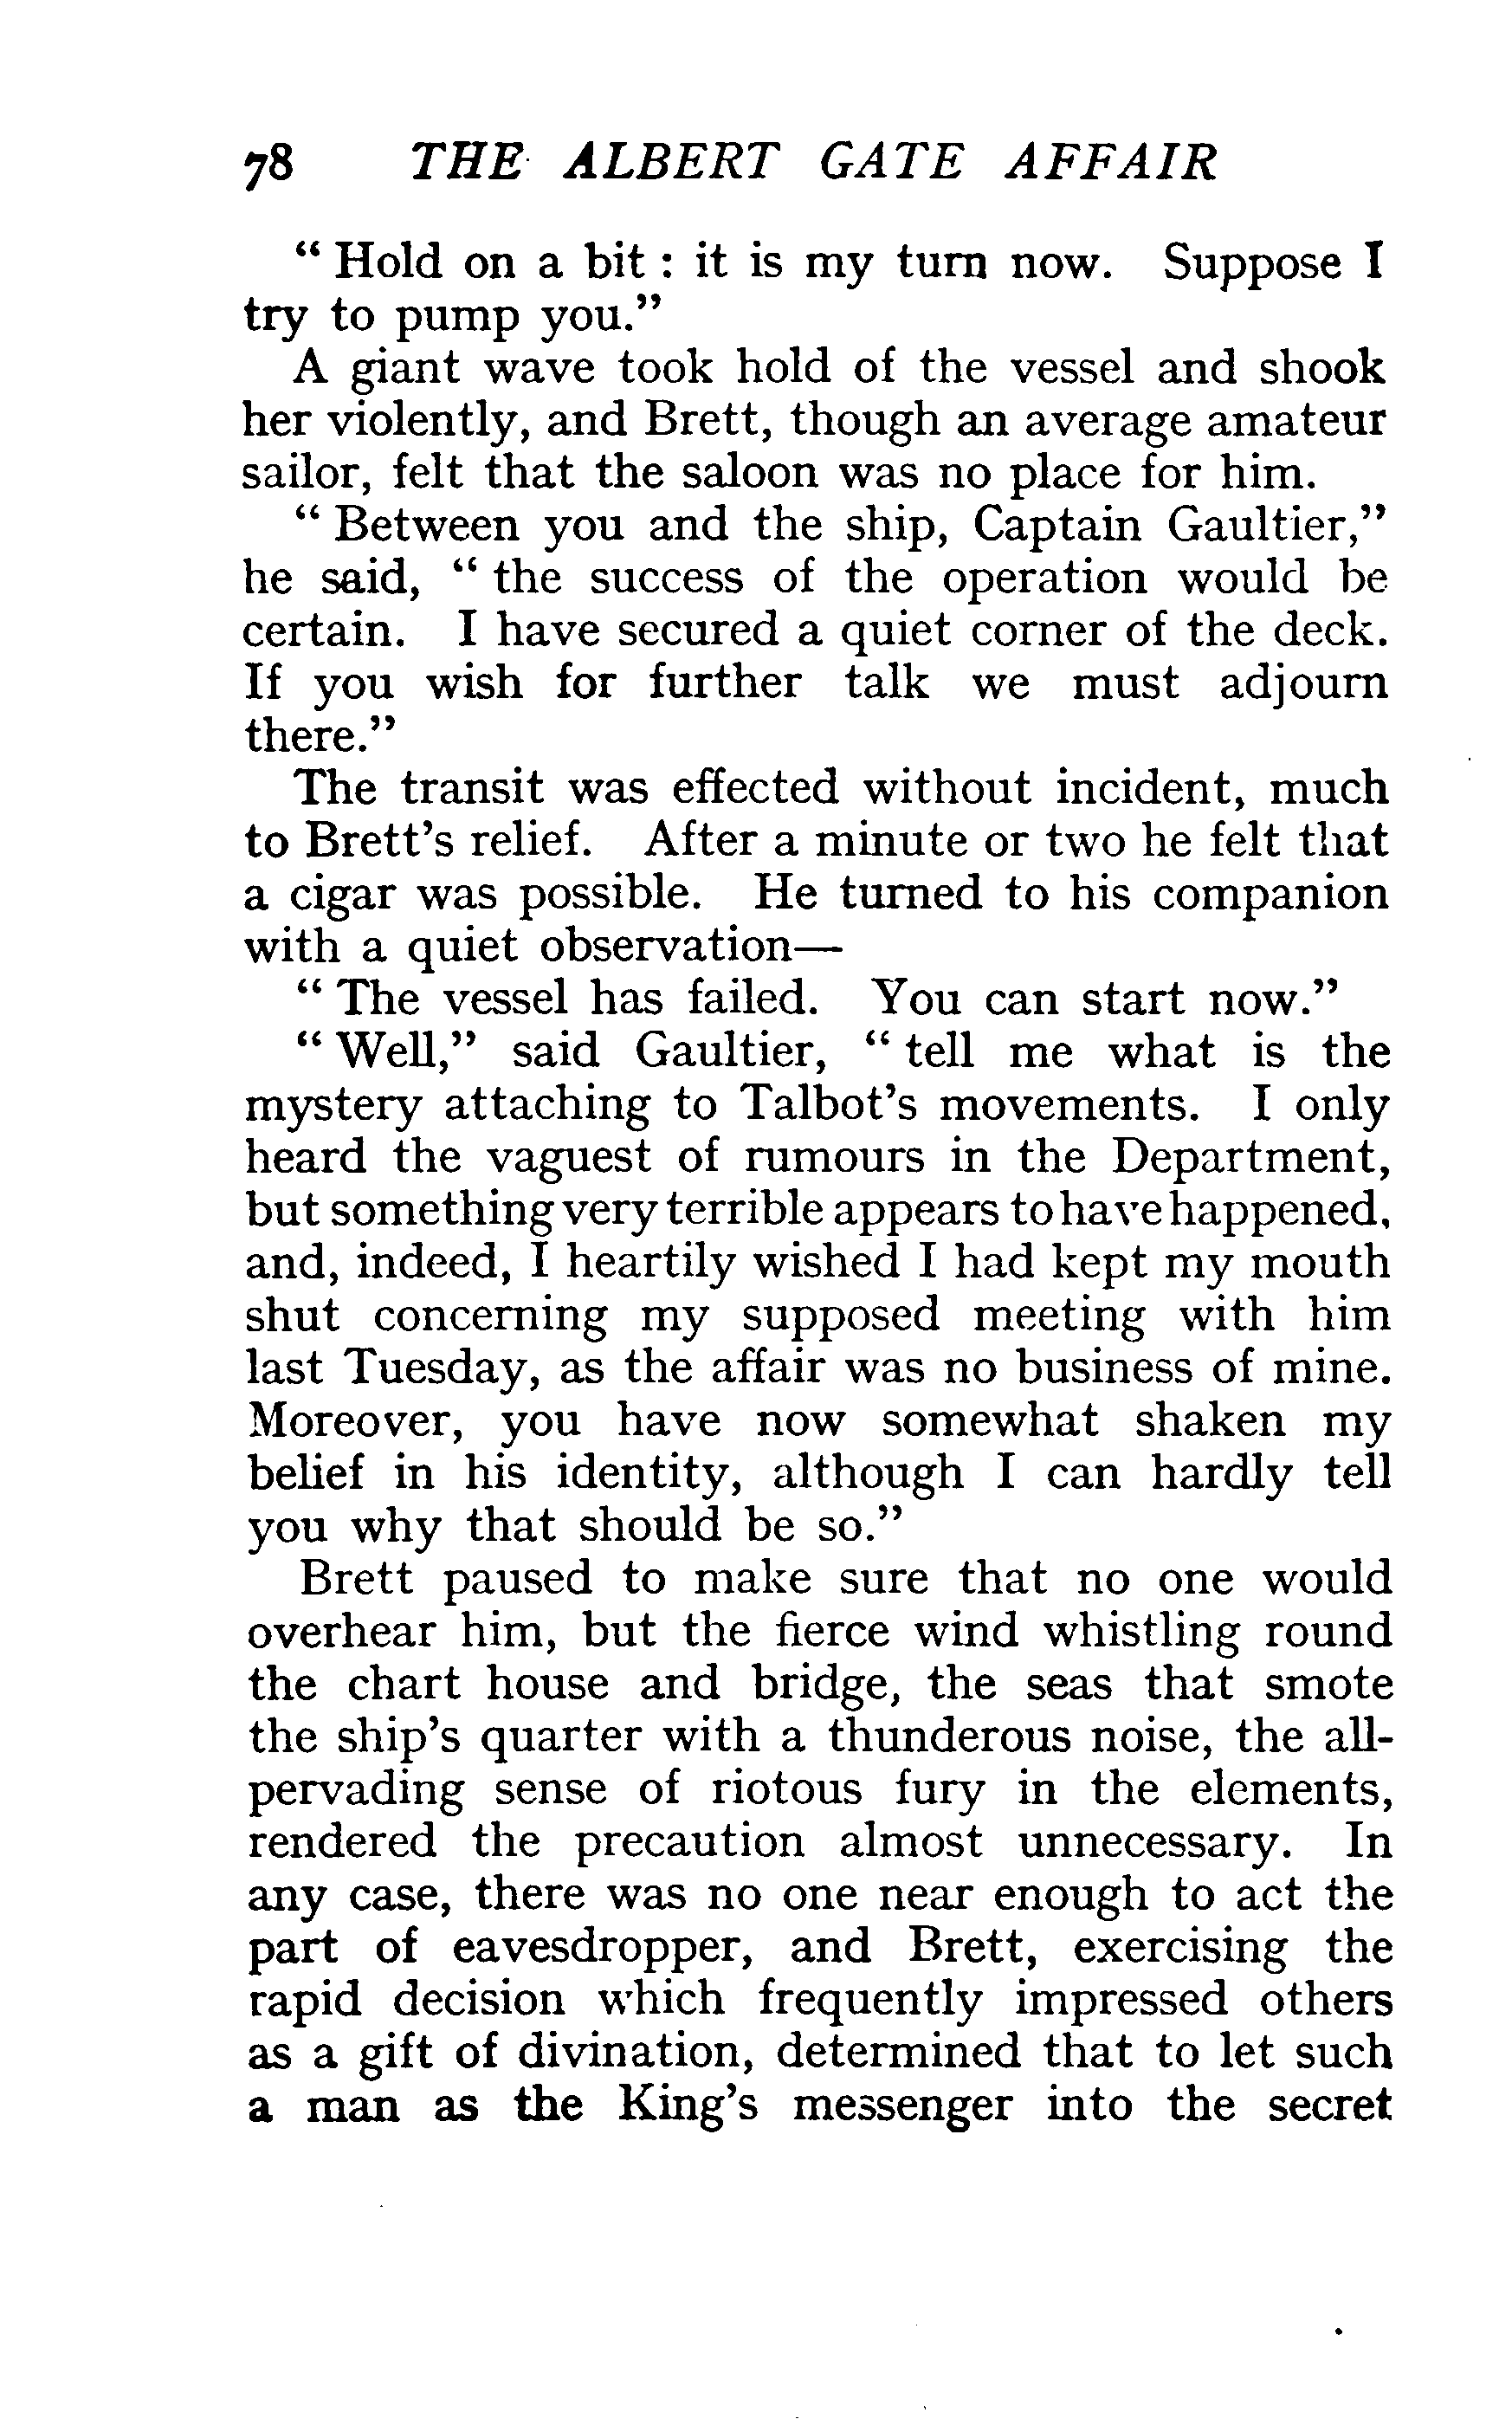 78 THE ALBERT GATE AFFAIR
“ Hold on a bit : it is my turn now. Suppose I
try to pump you.”
A giant wave took hold of the vessel and shook
her violently, and Brett, though an average amateur
sailor, felt that the saloon was no place for him.
“ Between you and the ship, Captain Gaultier,”
he said, “ the success of the operation would be
certain. I have secured a quiet corner of the deck.
If you wish for further talk we must adjourn
there.”
The transit was effected without incident, much
to Brett’s relief. After a minute or two he felt that
a cigar was possible. He turned to his companion
with a quiet observation—
“ The vessel has failed. You can start now.”
“ Well,” said Gaultier, “ tell me what is the
mystery attaching to Talbot’s movements. I only
heard the vaguest of rumours in the Department,
but something very terrible appears to have happened,
and, indeed, I heartily wished I had kept my mouth
shut concerning my supposed meeting with him
last Tuesday, as the affair was no business of mine.
Moreover, you have now somewhat shaken my
belief in his identity, although I can hardly tell
you why that should be so.”
Brett paused to make sure that no one would
overhear him, but the fierce wind whistling round
the chart house and bridge, the seas that smote
the ship’s quarter with a thunderous noise, the all-
pervading sense of riotous fury in the elements,
rendered the precaution almost unnecessary. In
any case, there was no one near enough to act the
part of eavesdropper, and Brett, exercising the
rapid decision which frequently impressed others
as a gift of divination, determined that to let such
a man as the King’s messenger into the secret